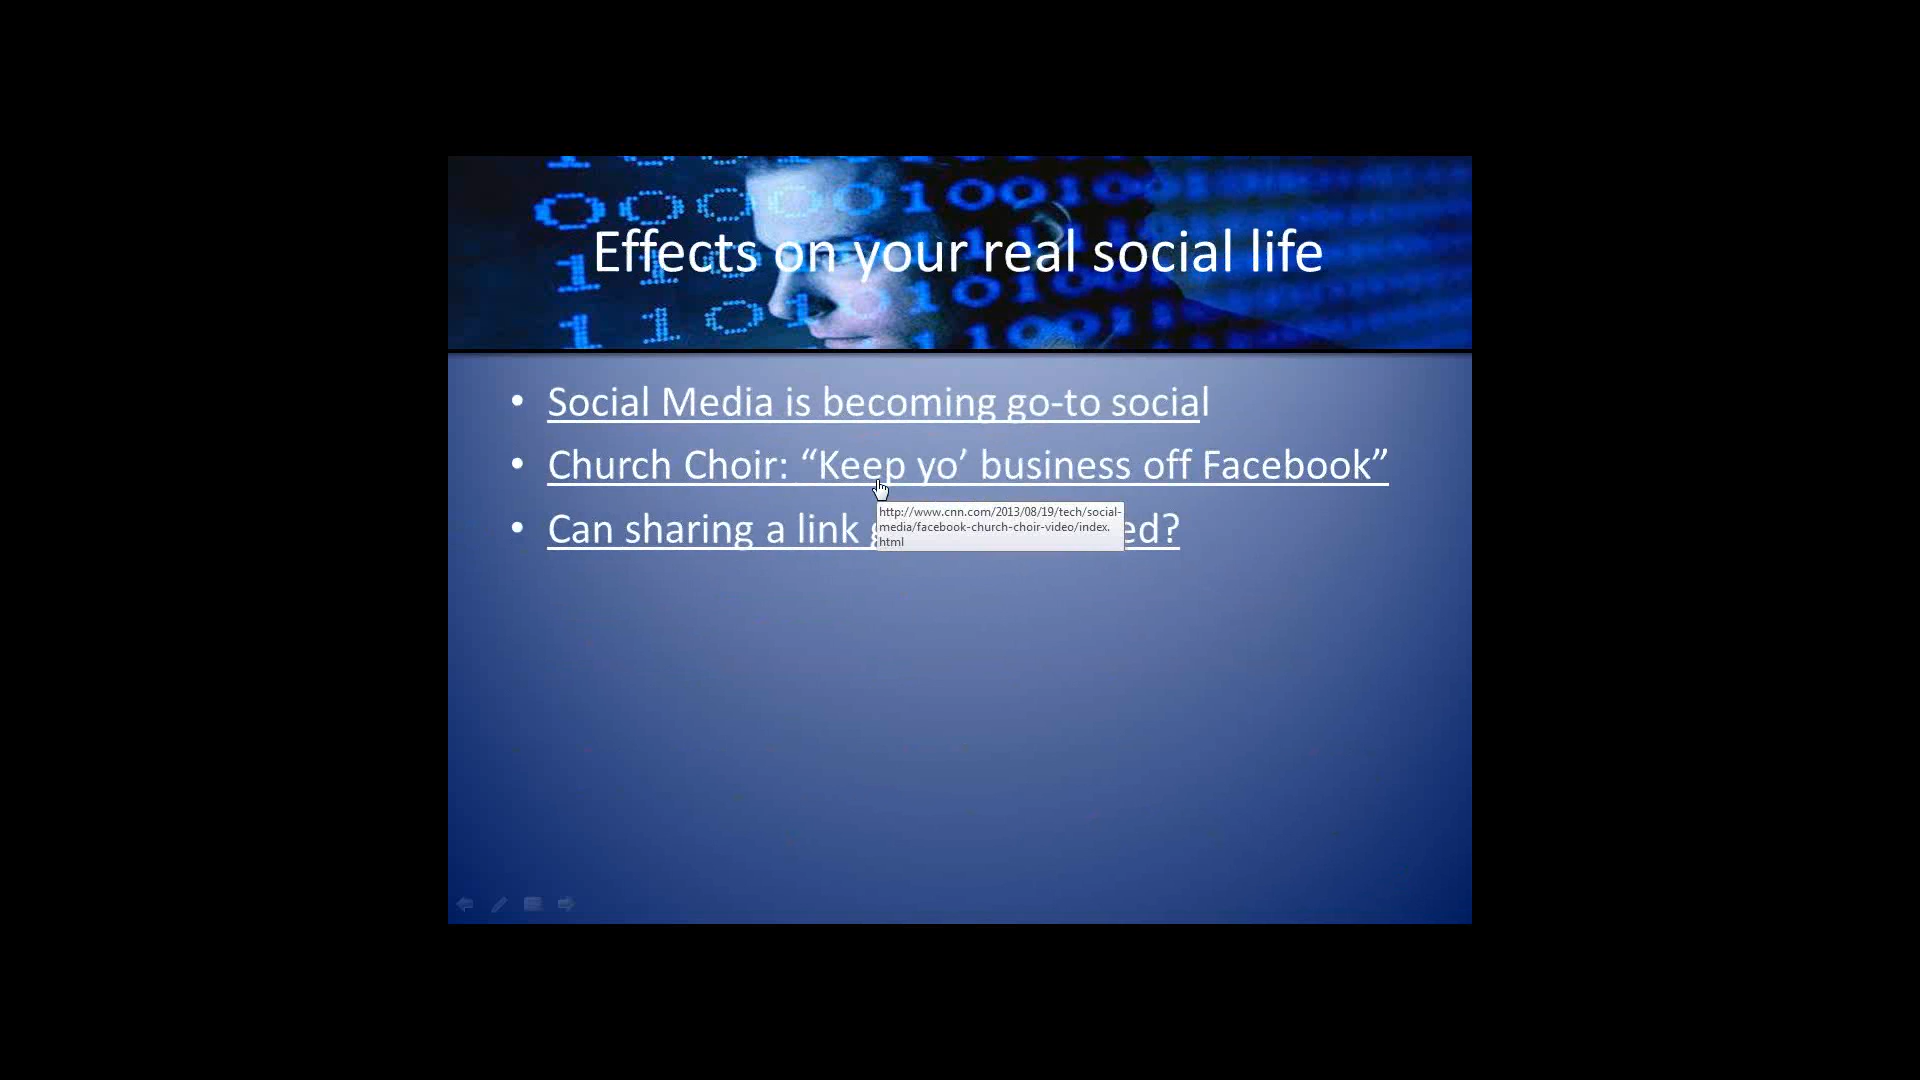 Effects on your real social life
• Social Media is becoming go-to social
• Church Choir: “Keep yo’ business off Facebook”
http://www.cnn.com/2013/08/19/tech/social-
media/facebook-church-choir-video/index.
html
• Can sharing a link